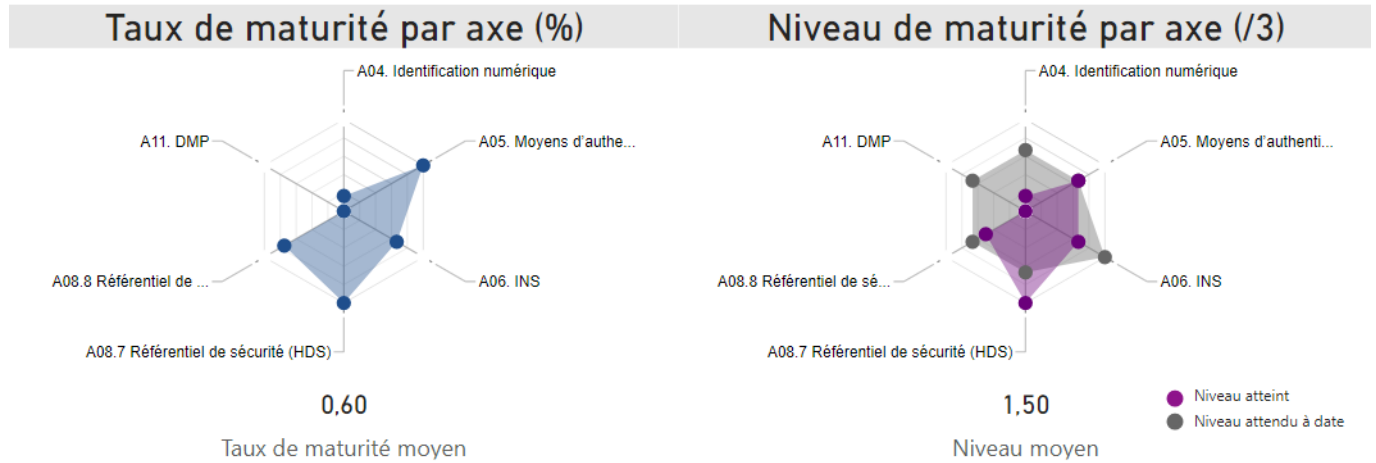 Taux de maturité par axe (%)
Niveau de maturité par axe (/3)
A04. Identification numérique
A11. DMP
A05. Moyens d'authe...
A08.8 Référentiel de ...
A06. INS
A08.7 Référentiel de sécurité (HDS)
0,60
Taux de maturité moyen
A04. Identification numérique
A11. DMP
A05. Moyens d'authenti...
A08.8 Référentiel de sé...
A06. INS
A08.7 Référentiel de sécurité (HDS)
1,50
Niveau moyen
Niveau atteint
Niveau attendu à date